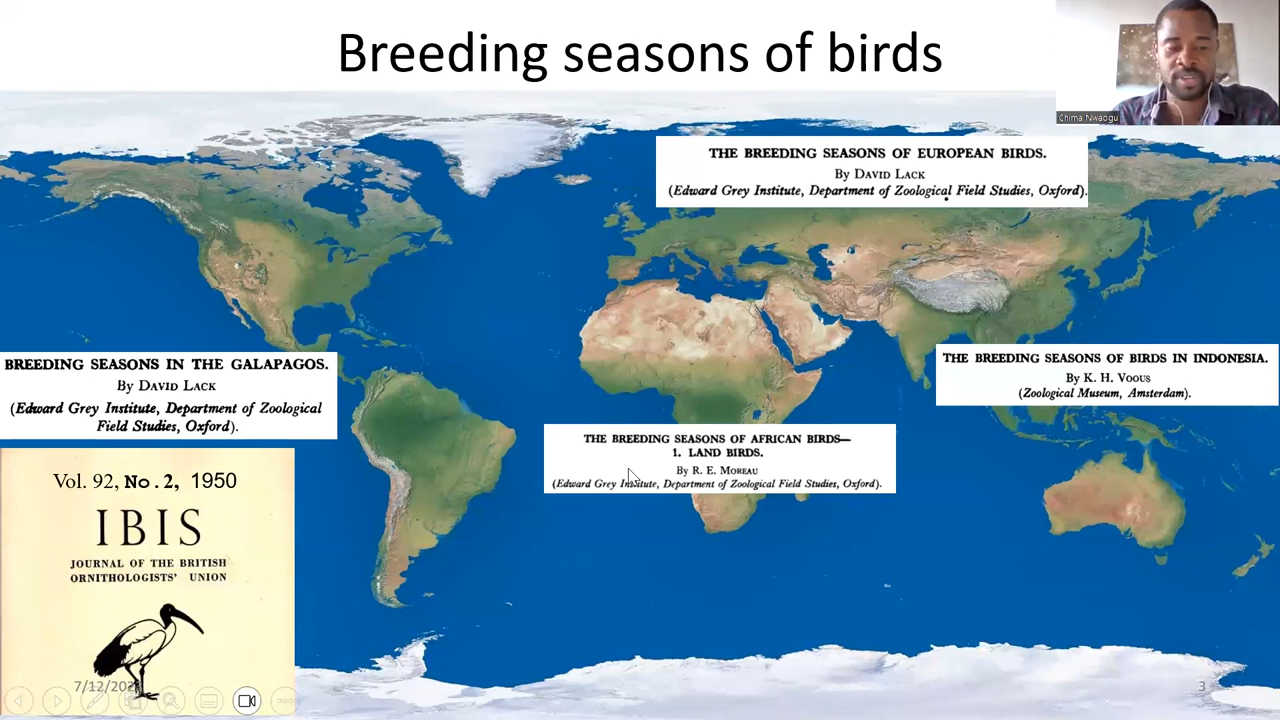 Breeding seasons of birds
Chima Nwaogu
THE BREEDING SEASONS OF EUROPEAN BIRDS.
By DAVID LACK
(Edward Grey Institute, Department of Zoological Field Studies, Oxford).
BREEDING SEASONS IN THE GALAPAGOS.
By DAVID LACK
(Edward Grey Institute, Department of Zoological
Field Studies, Oxford).
THE BREEDING SEASONS OF BIRDS IN INDONESIA.
By K. H. VOOUS
(Zoological Museum, Amsterdam).
THE BREEDING SEASONS OF AFRICAN BIRDS—
1. LAND BIRDS.
By R. E. MOREAU
(Edward Grey Institute, Department of Zoological Field Studies, Oxford).
Vol. 92, No. 2, 1950
IBIS
JOURNAL OF THE BRITISH
ORNITHOLOGISTS' UNION
3